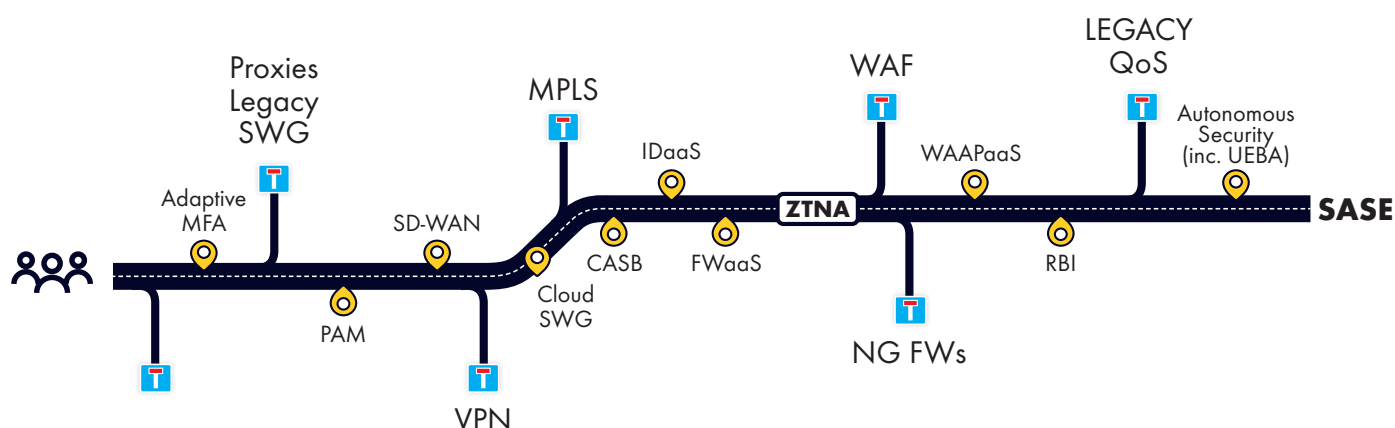 Proxies
Legacy
SWG
Adaptive
MFA
PAM
SD-WAN
VPN
MPLS
Cloud
SWG
IDaaS
CASB
FWaaS
ZTNA
WAF
NG FWs
WAAPaaS
RBI
LEGACY
QoS
Autonomous
Security
(inc. UEBA)
SASE